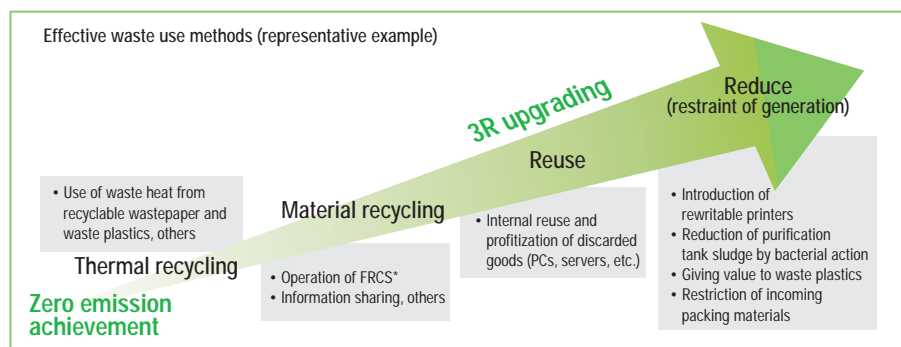 Effective waste use methods (representative example)
3R upgrading
Reduce
(restraint of generation)
Reuse
Material recycling
Thermal recycling
Zero emission
achievement
• Use of waste heat from
recyclable wastepaper and
waste plastics, others
• Operation of FRCS*
• Information sharing, others
• Internal reuse and
profitization of discarded
goods (PCs, servers, etc.)
• Introduction of
rewritable printers
• Reduction of purification
tank sludge by bacterial action
• Giving value to waste plastics
• Restriction of incoming
packing materials